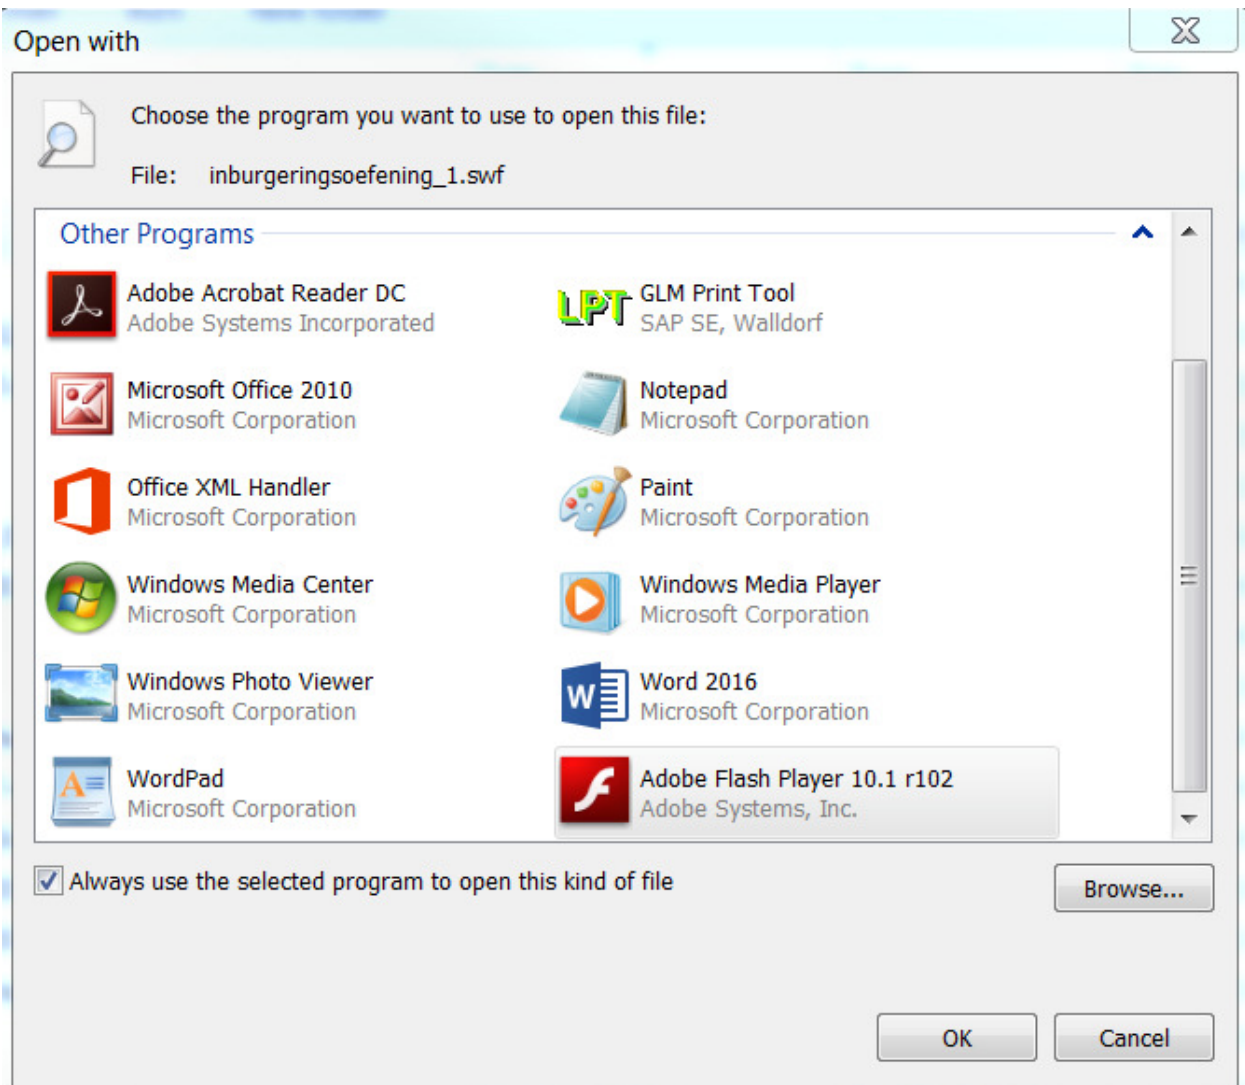 Open with
Choose the program you want to use to open this file:
File: inburgeringsoefening_1.swf
Other Programs
Adobe Acrobat Reader DC
Adobe Systems Incorporated
LPT
GLM Print Tool
SAP SE, Walldorf
Microsoft Office 2010
Microsoft Corporation
Notepad
Microsoft Corporation
Office XML Handler
Microsoft Corporation
Paint
Microsoft Corporation
Windows Media Center
Microsoft Corporation
Windows Media Player
Microsoft Corporation
Windows Photo Viewer
Microsoft Corporation
W
Word 2016
Microsoft Corporation
A
WordPad
Microsoft Corporation
Adobe Flash Player 10.1 r102
Adobe Systems, Inc.
Always use the selected program to open this kind of file
Browse...
OK
Cancel